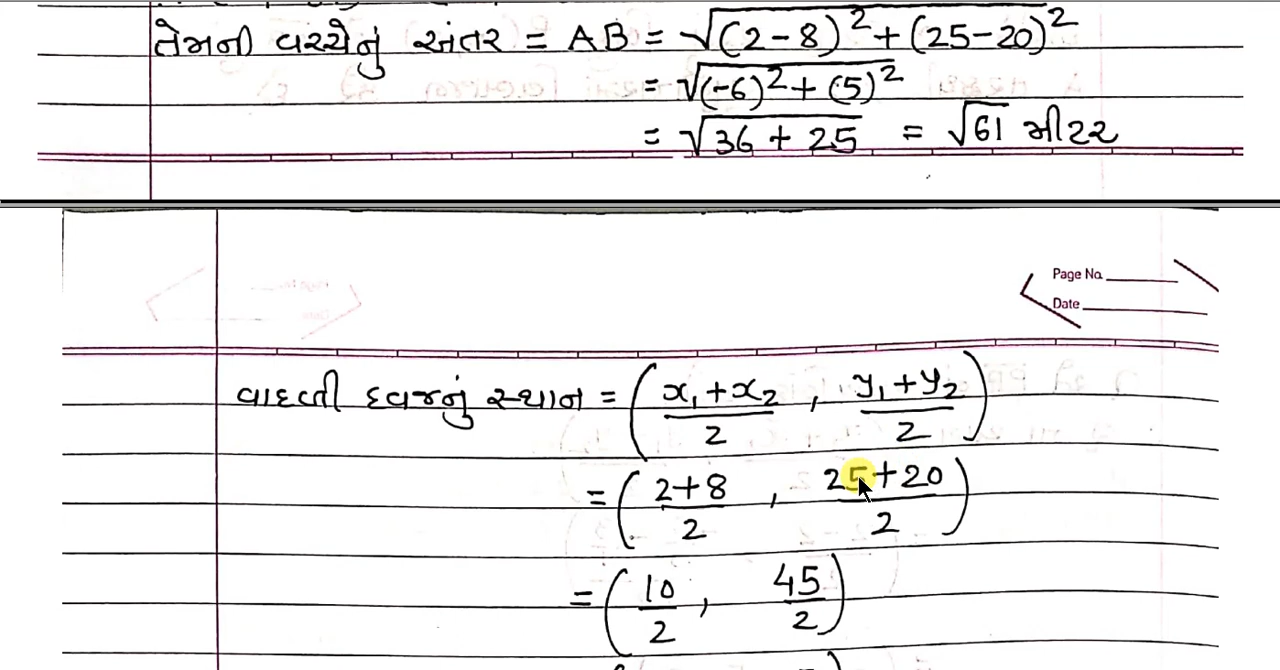 તેમની વચ્ચેનું અંતર = AB = √(2-8)² + (25-20)²
= √(-6)² + (5)²
= √36 + 25 = √61 મીટર
Page No.
Date
વાદળી ધ્વજનું સ્થાન = (x₁+x₂/2 , y₁+y₂/2)
= (2+8/2 , 25+20/2)
= (10/2 , 45/2)